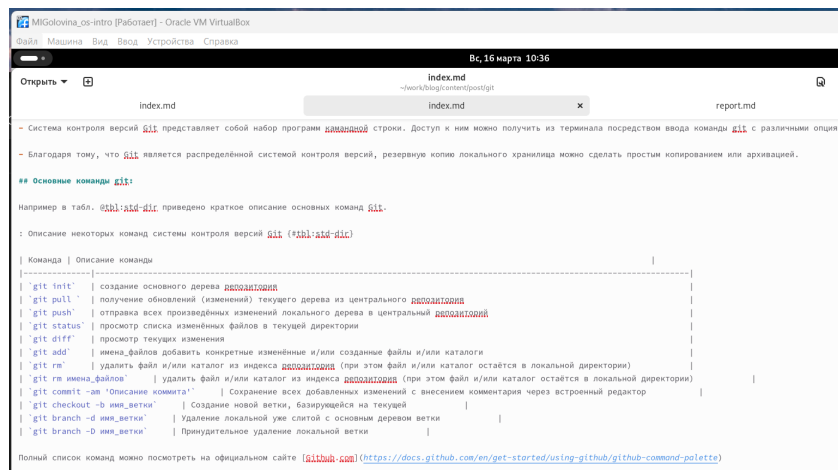 MIGolovina_os-intro [Работает] - Oracle VM VirtualBox
Файл Машина Вид Ввод Устройства Справка
Вс, 16 марта 10:36
Открыть
index.md
~/work/blog/content/post/git
index.md index.md × report.md
- Система контроля версий Git представляет собой набор программ камандной строки. Доступ к ним можно получить из терминала посредством ввода команды git с различными опция
- Благодаря тому, что Git является распределённой системой контроля версий, резервную копию локального хранилища можно сделать простым копированием или архивацией.
## Основные команды git:
Например в табл. @tbl:std-dir приведено краткое описание основных команд Git.
: Описание некоторых команд системы контроля версий Git {#tbl:std-dir}
| Команда | Описание команды |
|--------------|------------------------------------------------------------------------------------------------------------------------|
| `git init` | создание основного дерева репозитория |
| `git pull ` | получение обновлений (изменений) текущего дерева из центрального репозитория |
| `git push` | отправка всех произведённых изменений локального дерева в центральный репозиторий |
| `git status` | просмотр списка изменённых файлов в текущей директории |
| `git diff` | просмотр текущих изменения |
| `git add` | имена_файлов добавить конкретные изменённые и/или созданные файлы и/или каталоги |
| `git rm` | удалить файл и/или каталог из индекса репозитория (при этом файл и/или каталог остаётся в локальной директории) |
| `git rm имена_файлов` | удалить файл и/или каталог из индекса репозитория (при этом файл и/или каталог остаётся в локальной директории) |
| `git commit -am 'Описание коммита'` | Сохранение всех добавленных изменений с внесением комментария через встроенный редактор |
| `git checkout -b имя_ветки` | Создание новой ветки, базирующейся на текущей |
| `git branch -d имя_ветки` | Удаление локальной уже слитой с основным деревом ветки |
| `git branch -D имя_ветки` | Принудительное удаление локальной ветки |
Полный список команд можно посмотреть на официальном сайте [Github.com](https://docs.github.com/en/get-started/using-github/github-command-palette)